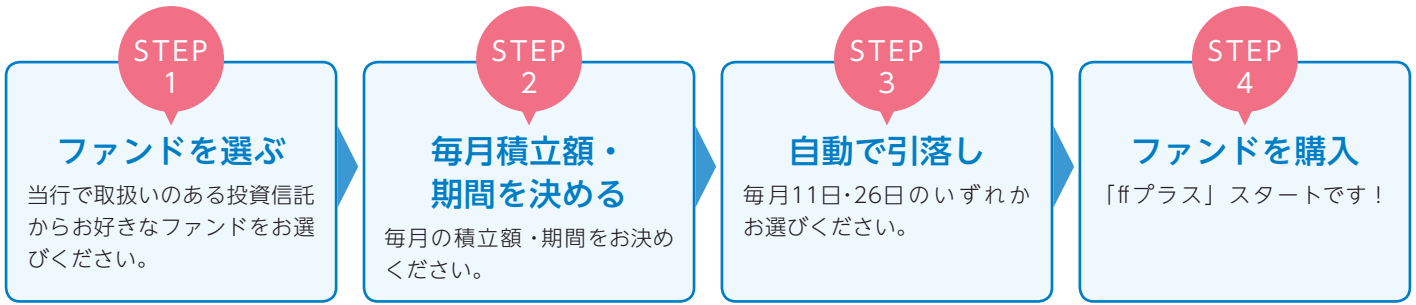 STEP
1
ファンドを選ぶ
当行で取扱いのある投資信託
からお好きなファンドをお選
びください。
STEP
2
毎月積立額・
期間を決める
毎月の積立額・期間をお決め
ください。
STEP
3
自動で引落し
毎月11日・26日のいずれか
お選びください。
STEP
4
ファンドを購入
「ffプラス」スタートです！